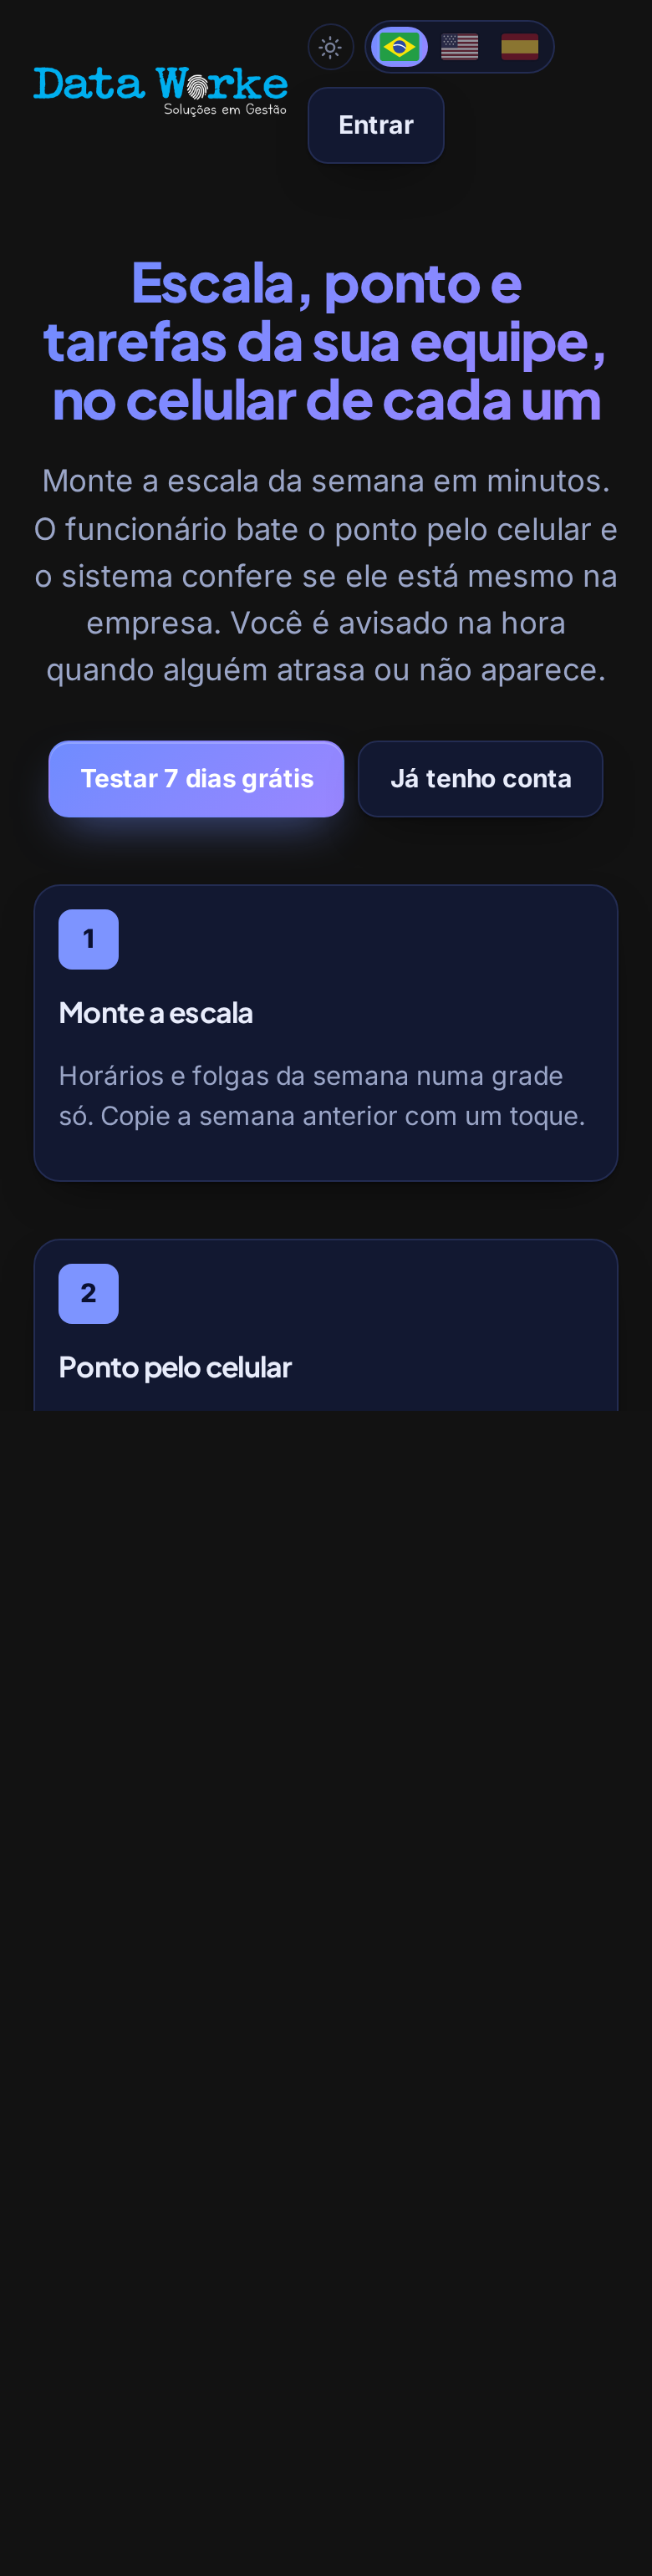 Data Worke
Soluções em Gestão
Entrar
Escala, ponto e
tarefas da sua equipe,
no celular de cada um
Monte a escala da semana em minutos.
O funcionário bate o ponto pelo celular e
o sistema confere se ele está mesmo na
empresa. Você é avisado na hora
quando alguém atrasa ou não aparece.
Testar 7 dias grátis
Já tenho conta
1
Monte a escala
Horários e folgas da semana numa grade
só. Copie a semana anterior com um toque.
2
Ponto pelo celular